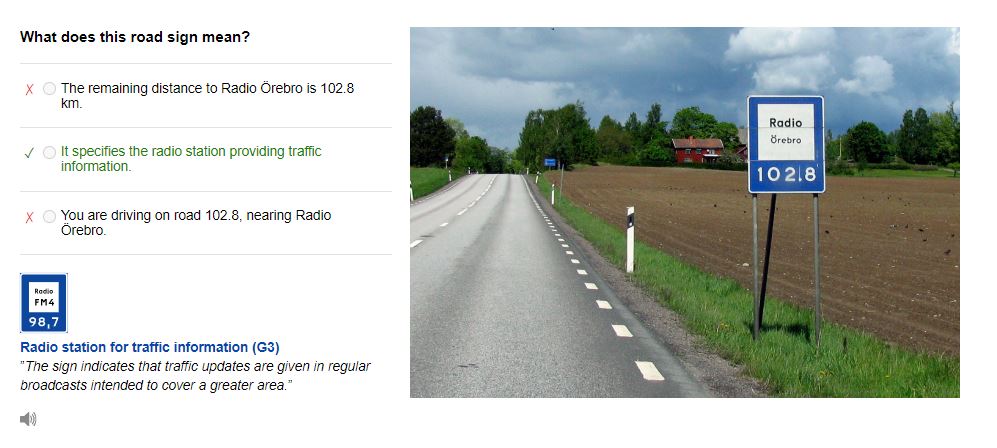 What does this road sign mean?
The remaining distance to Radio Örebro is 102.8
km.
It specifies the radio station providing traffic
information.
You are driving on road 102.8, nearing Radio
Örebro.
Radio
FM4
98,7
Radio station for traffic information (G3)
"The sign indicates that traffic updates are given in regular
broadcasts intended to cover a greater area."
Radio
Örebro
102.8